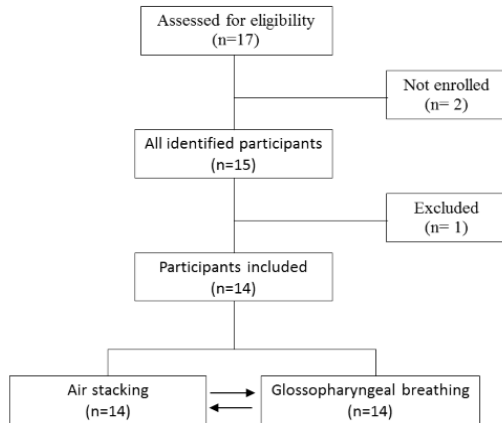 Assessed for eligibility
(n=17)
Not enrolled
(n= 2)
All identified participants
(n=15)
Excluded
(n= 1)
Participants included
(n=14)
Air stacking
(n=14)
Glossopharyngeal breathing
(n=14)